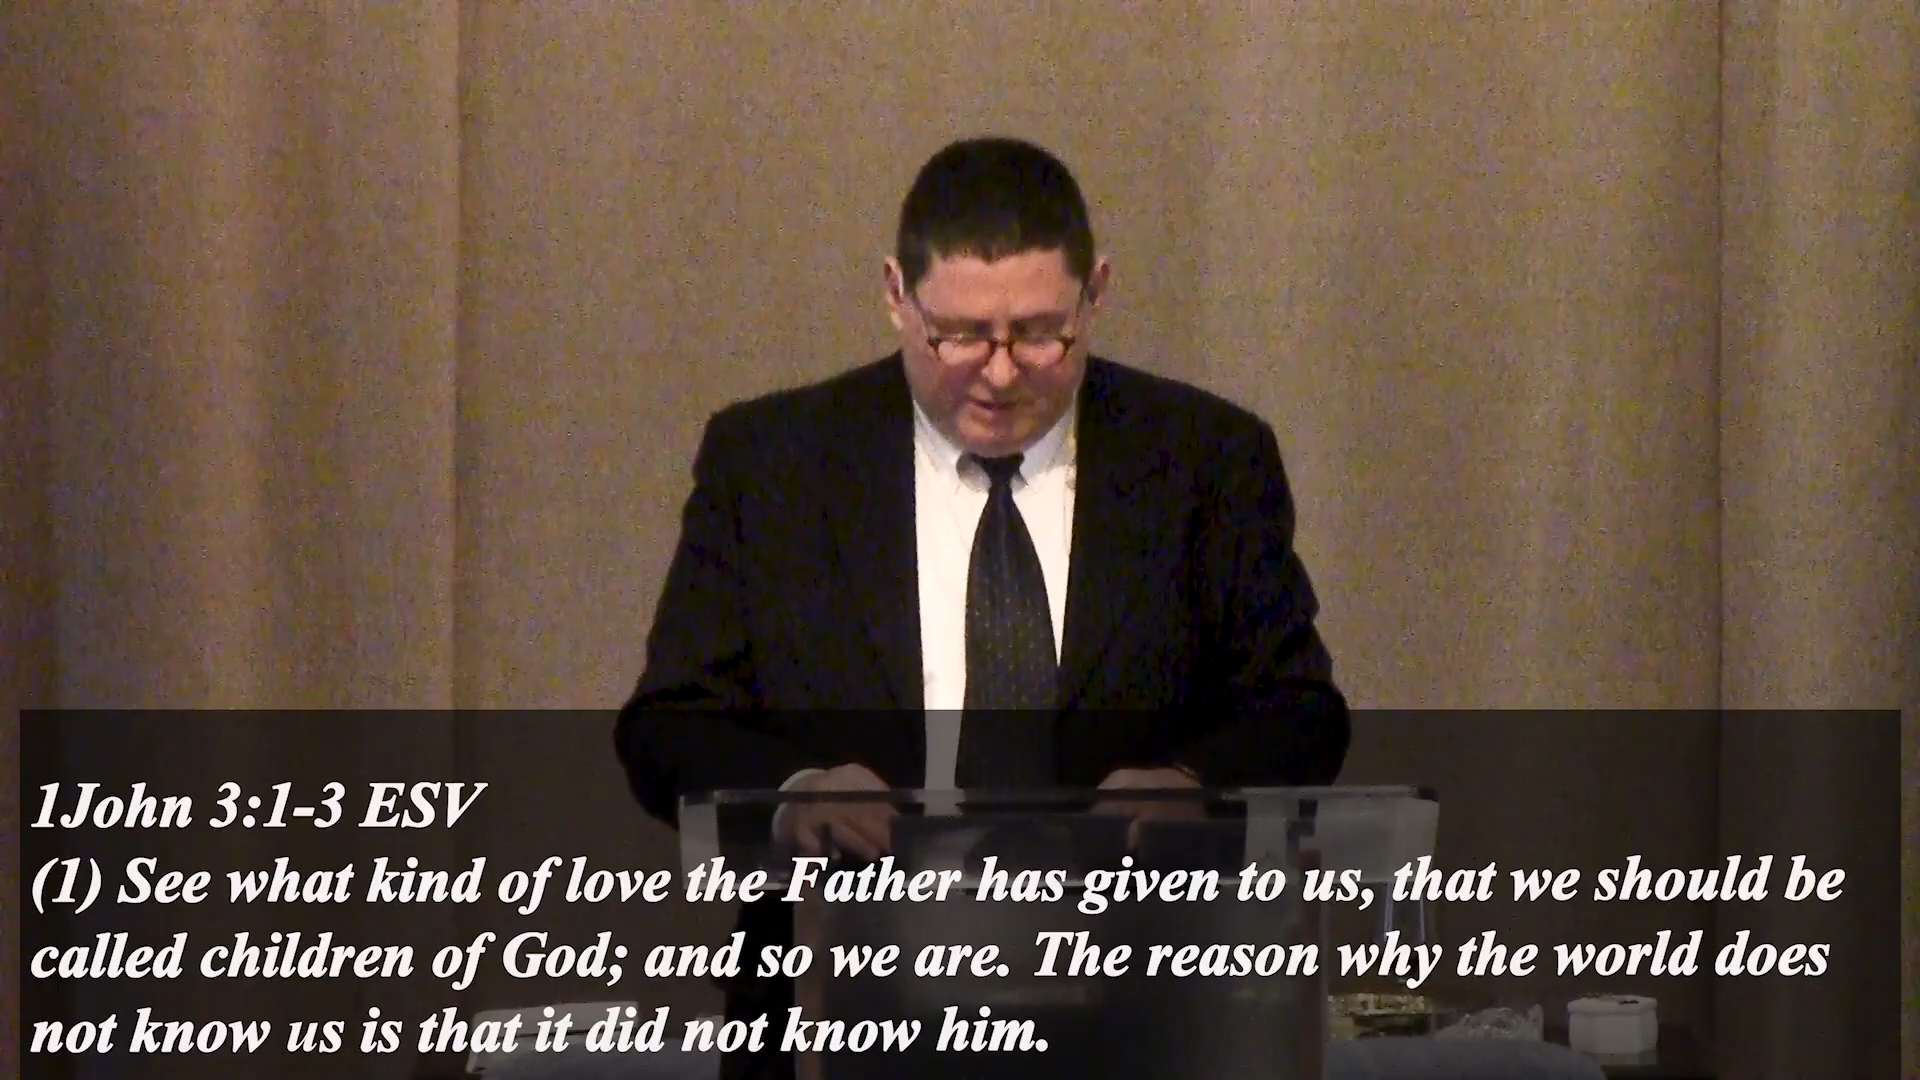 1John 3:1-3 ESV
(1) See what kind of love the Father has given to us, that we should be
called children of God; and so we are. The reason why the world does
not know us is that it did not know him.